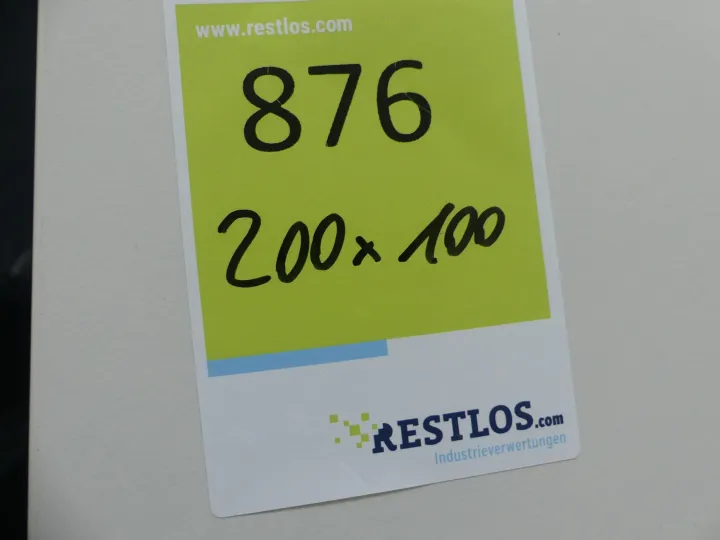 www.restlos.com
876
200x100
RESTLOS.com
Industrieverwertungen